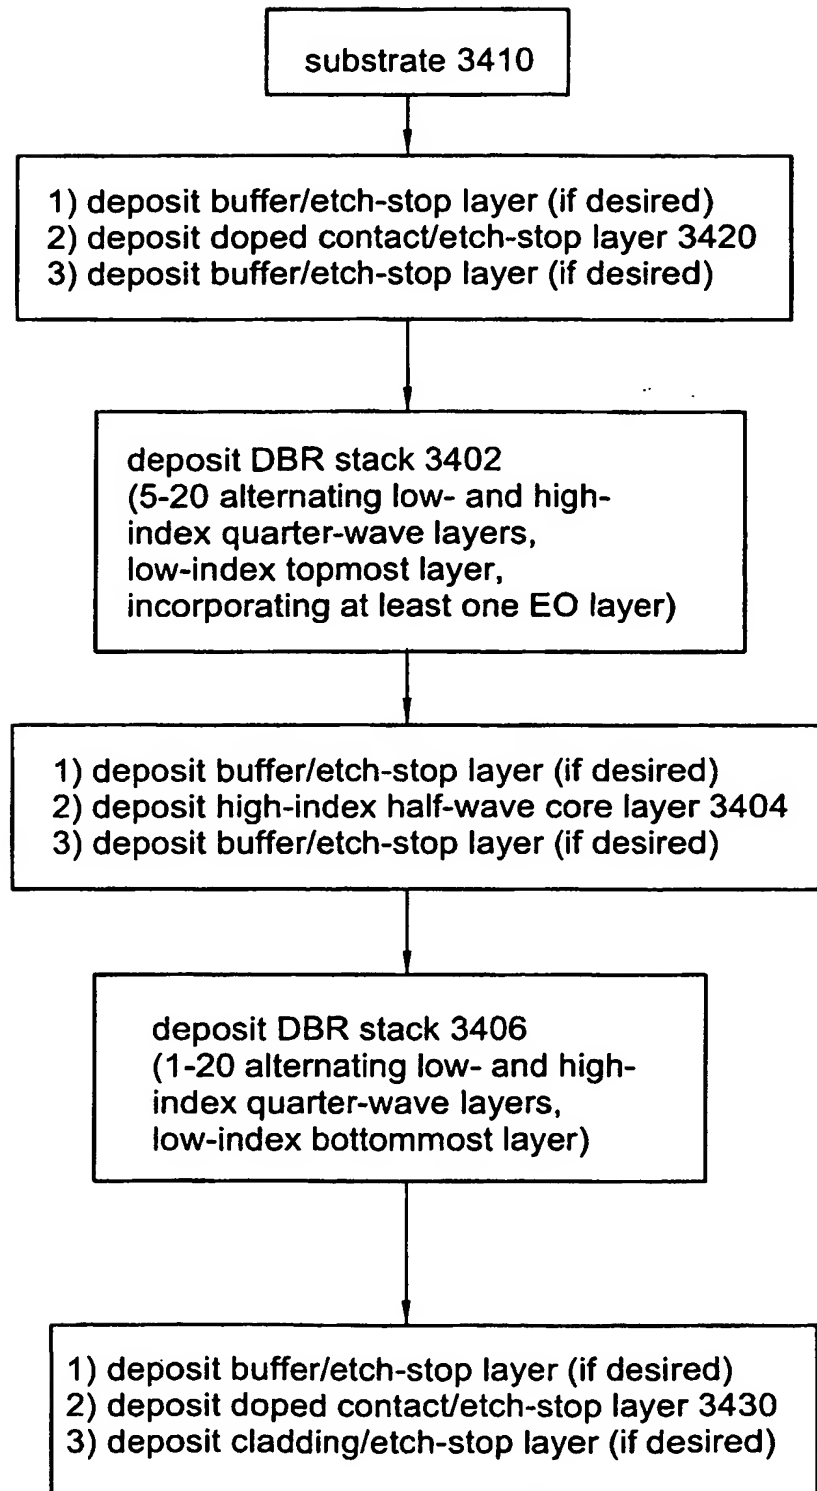 substrate 3410
1) deposit buffer/etch-stop layer (if desired)
2) deposit doped contact/etch-stop layer 3420
3) deposit buffer/etch-stop layer (if desired)
deposit DBR stack 3402
(5-20 alternating low- and high-
index quarter-wave layers,
low-index topmost layer,
incorporating at least one EO layer)
1) deposit buffer/etch-stop layer (if desired)
2) deposit high-index half-wave core layer 3404
3) deposit buffer/etch-stop layer (if desired)
deposit DBR stack 3406
(1-20 alternating low- and high-
index quarter-wave layers,
low-index bottommost layer)
1) deposit buffer/etch-stop layer (if desired)
2) deposit doped contact/etch-stop layer 3430
3) deposit cladding/etch-stop layer (if desired)